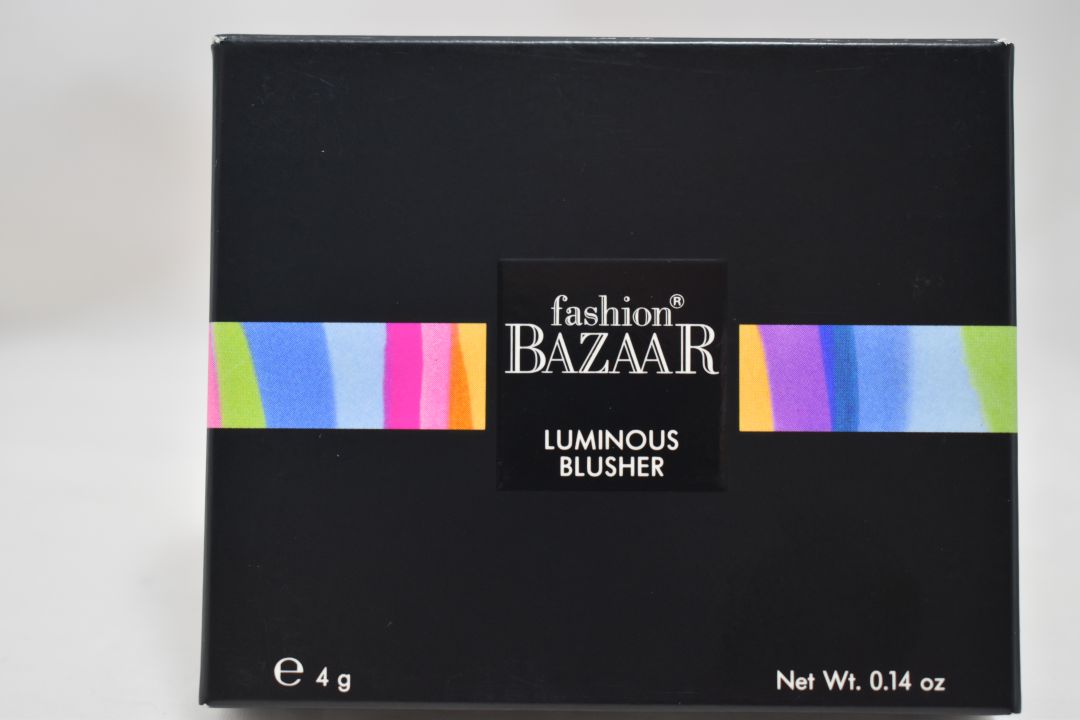 fashion®
BAZAAR
LUMINOUS
BLUSHER
℮ 4 g
Net Wt. 0.14 oz